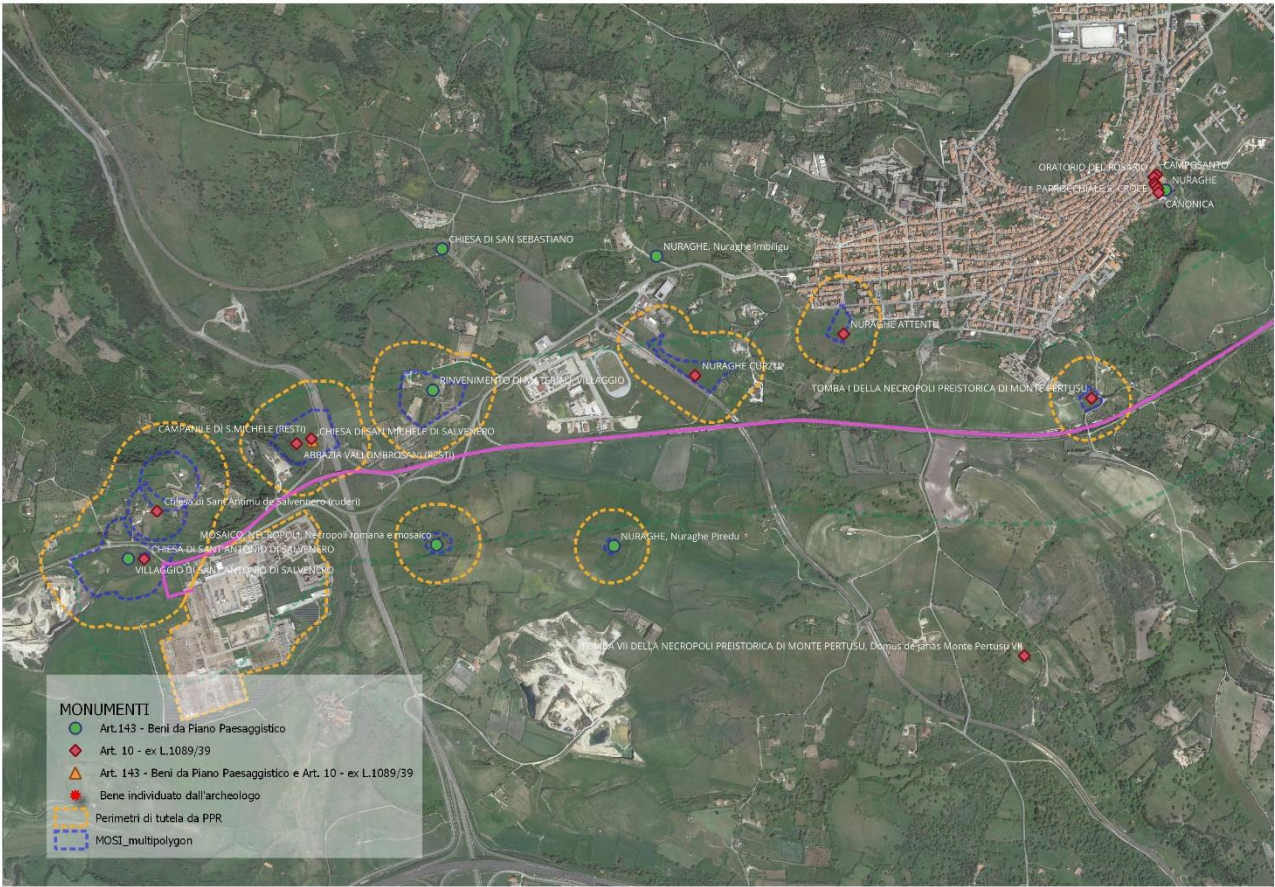 ORATORIO DEL ROSARIO
CAMPOSANTO
NURAGHE
PARROCCHIALE S. CROCE
CANONICA
CHIESA DI SAN SEBASTIANO
NURAGHE, Nuraghe Imbiligu
NURAGHE ATTENTU
NURAGHE CURZU
RINVENIMENTO DI MATERIALI, VILLAGGIO
TOMBA I DELLA NECROPOLI PREISTORICA DI MONTE PERTUSU
CAMPANILE DI S.MICHELE (RESTI)
CHIESA DI SAN MICHELE DI SALVENERO
ABBAZIA VALLOMBROSANI (RESTI)
Chiesa di Sant'Antimu de Salvennero (ruderi)
MOSAICO, NECROPOLI, Necropoli romana e mosaico
NURAGHE, Nuraghe Piredu
CHIESA DI SANT'ANTONIO DI SALVENERO
VILLAGGIO DI SANT'ANTONIO DI SALVENERO
TOMBA VII DELLA NECROPOLI PREISTORICA DI MONTE PERTUSU, Domus de janas Monte Pertusu VII
MONUMENTI
Art.143 - Beni da Piano Paesaggistico
Art. 10 - ex L.1089/39
Art. 143 - Beni da Piano Paesaggistico e Art. 10 - ex L.1089/39
Bene individuato dall'archeologo
Perimetri di tutela da PPR
MOSI_multipolygon